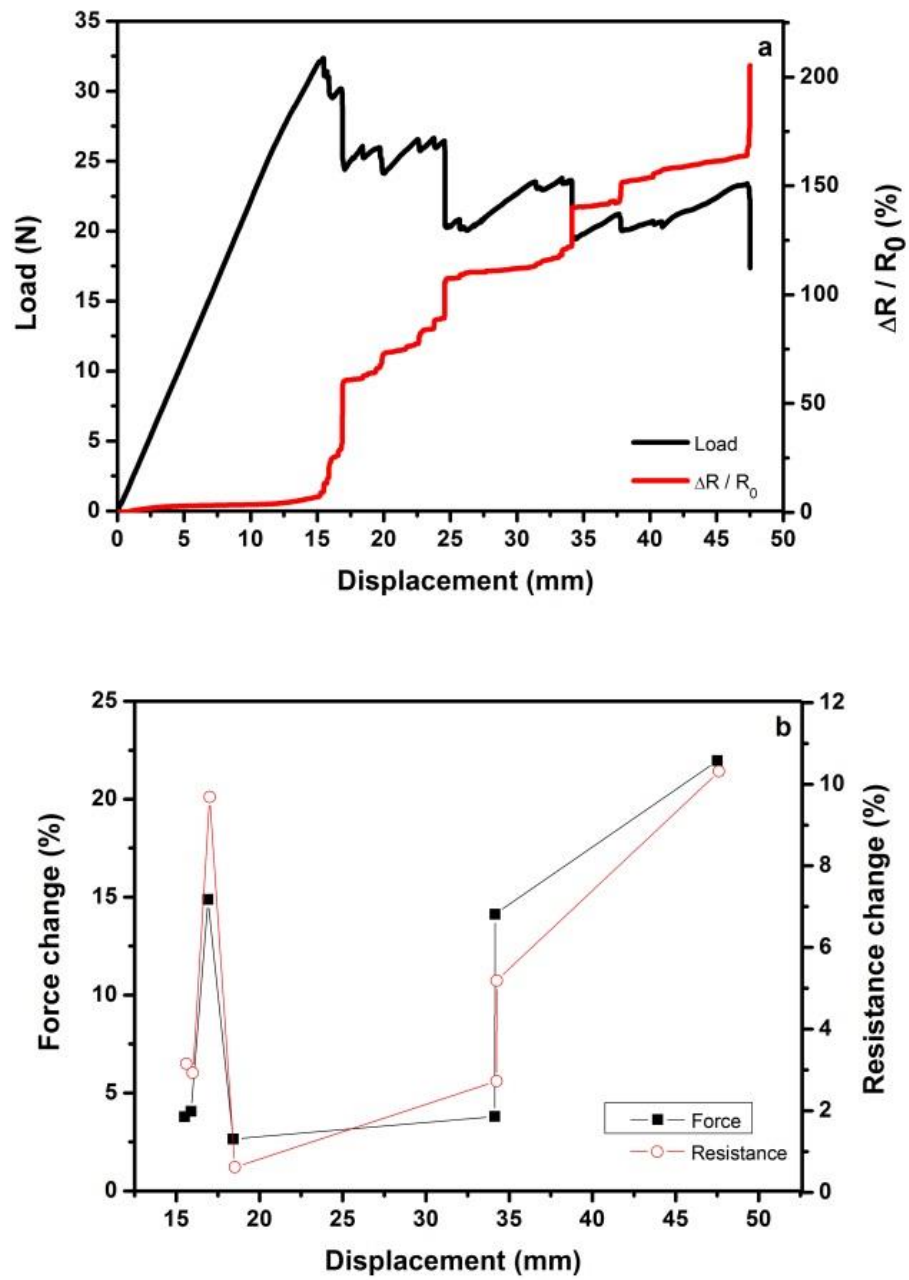 a
35
30
25
20
15
10
5
0
Load (N)
200
150
100
50
0
ΔR / R0 (%)
Load
ΔR / R0
0 5 10 15 20 25 30 35 40 45 50
Displacement (mm)
b
25
20
15
10
5
0
Force change (%)
12
10
8
6
4
2
0
Resistance change (%)
Force
Resistance
15 20 25 30 35 40 45 50
Displacement (mm)